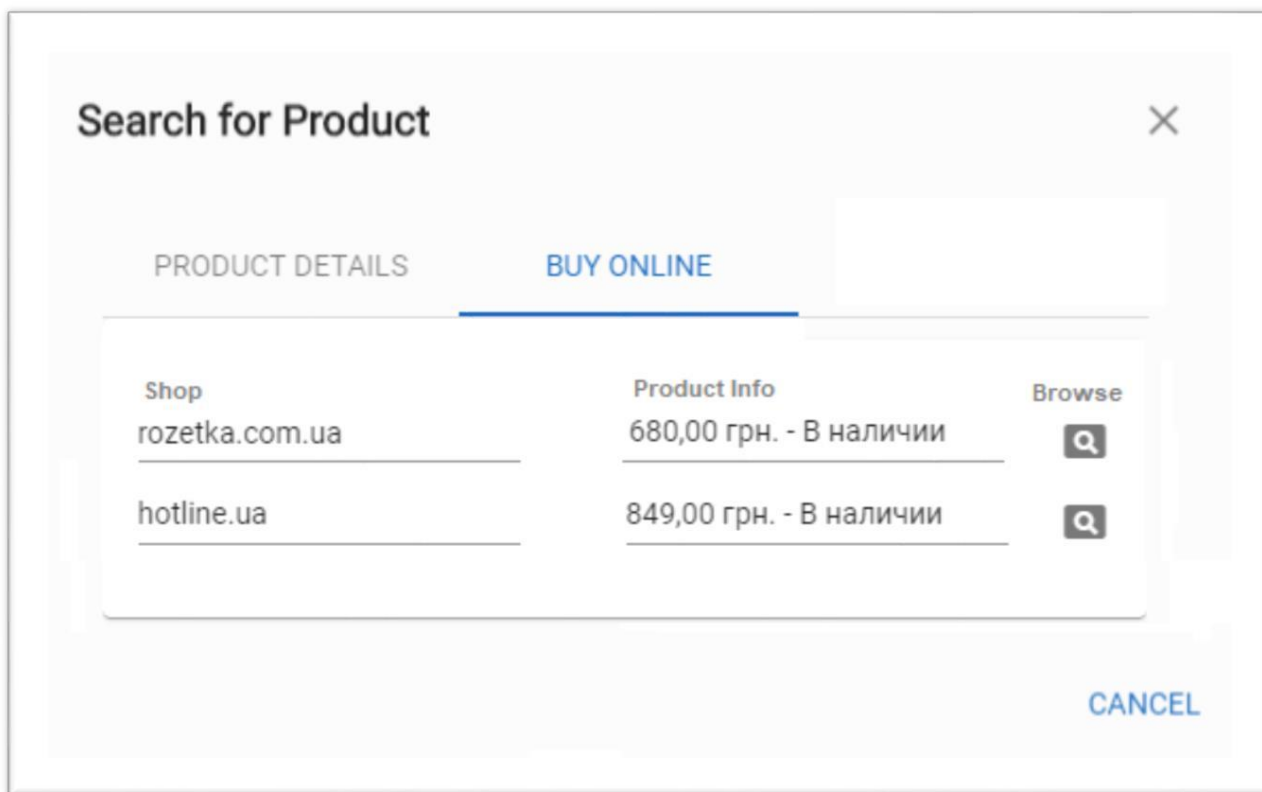 Search for Product
PRODUCT DETAILS BUY ONLINE
Shop Product Info Browse
rozetka.com.ua 680,00 грн. - В наличии
hotline.ua 849,00 грн. - В наличии
CANCEL